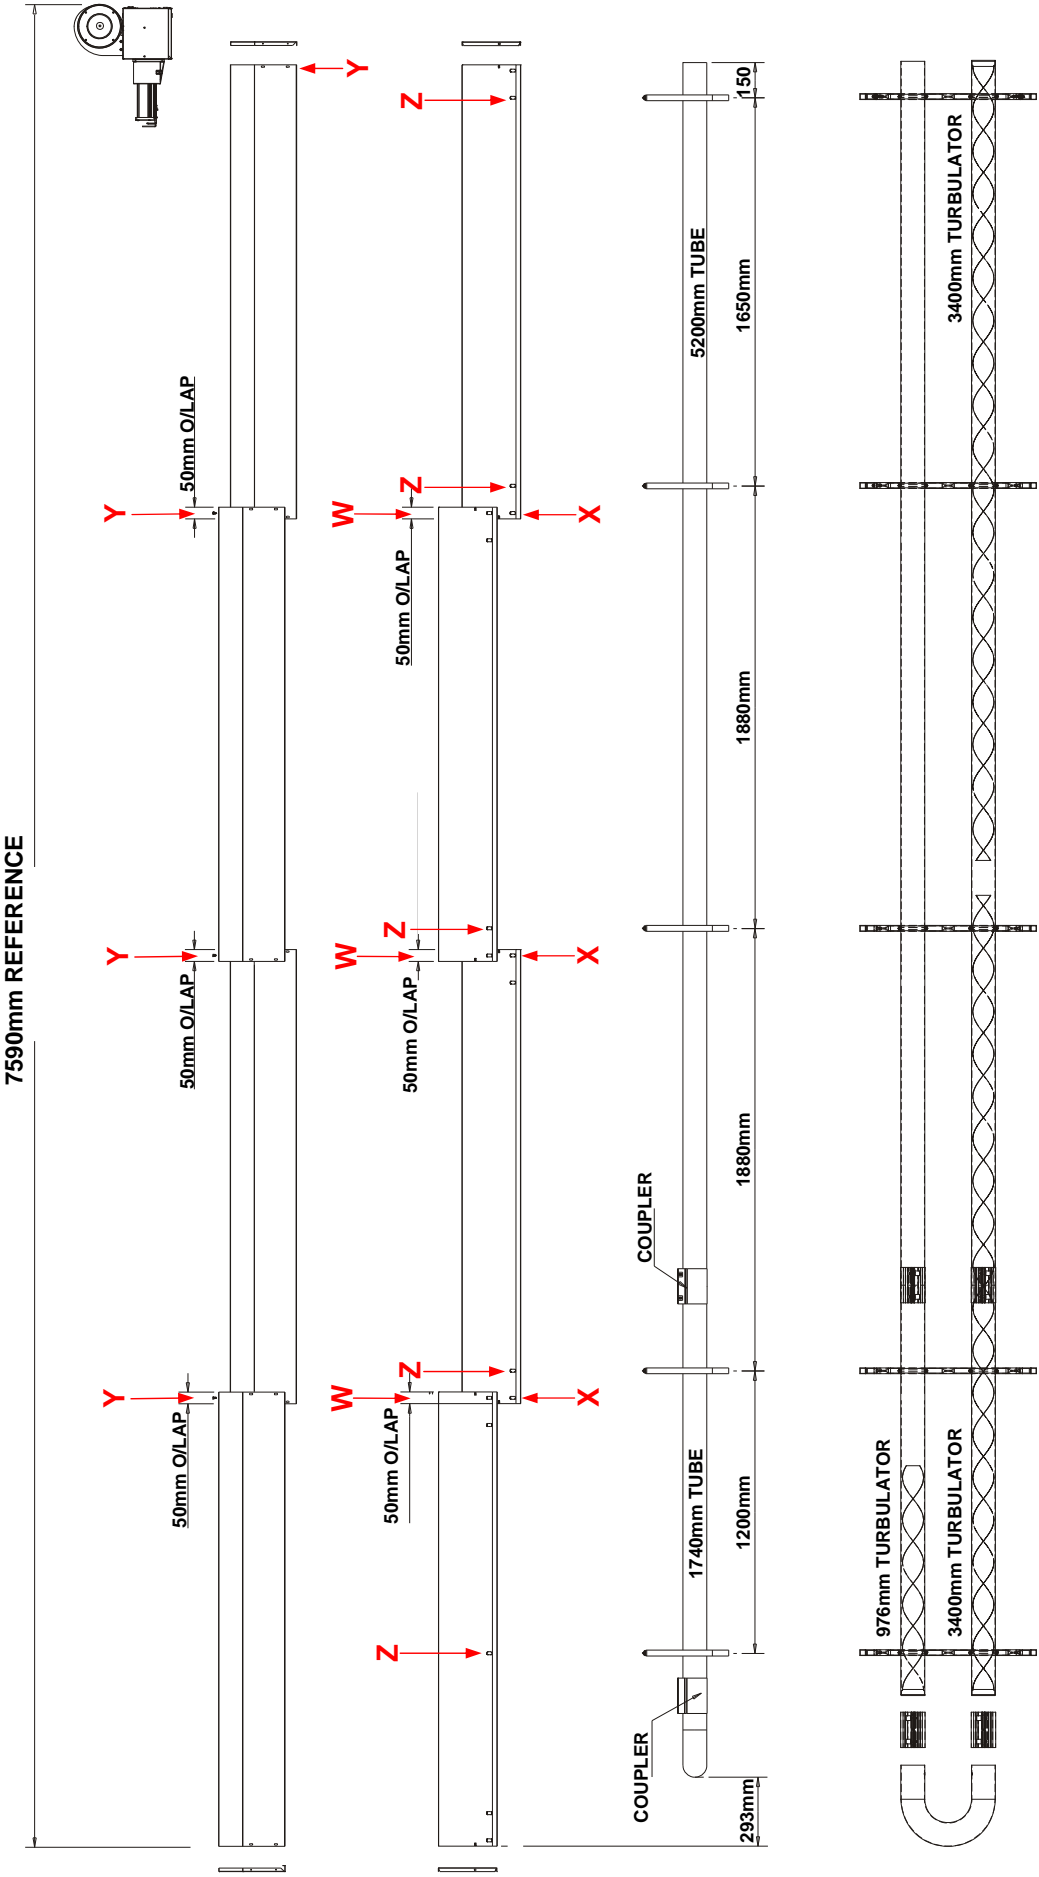 7590mm REFERENCE
Y
Y
Y
Y
50mm O/LAP
50mm O/LAP
50mm O/LAP
Z
Z
Z
Z
Z
W
W
W
X
X
X
50mm O/LAP
50mm O/LAP
50mm O/LAP
COUPLER
COUPLER
1740mm TUBE
5200mm TUBE
293mm
1200mm
1880mm
1880mm
1650mm
150
976mm TURBULATOR
3400mm TURBULATOR
3400mm TURBULATOR